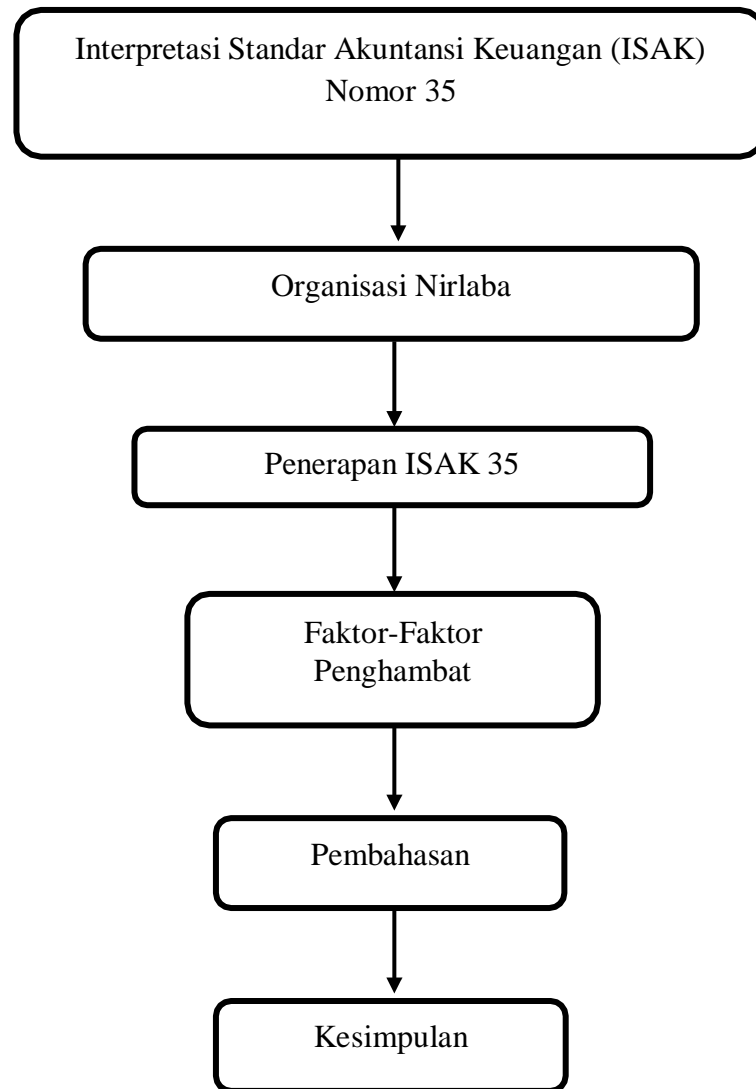 Interpretasi Standar Akuntansi Keuangan (ISAK)
Nomor 35
Organisasi Nirlaba
Penerapan ISAK 35
Faktor-Faktor
Penghambat
Pembahasan
Kesimpulan